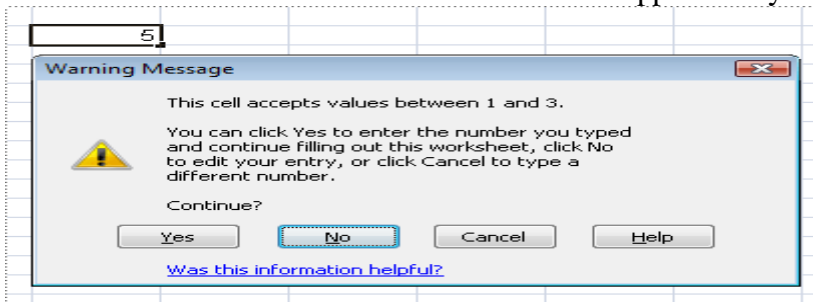 5
Warning Message
This cell accepts values between 1 and 3.
You can click Yes to enter the number you typed
and continue filling out this worksheet, click No
to edit your entry, or click Cancel to type a
different number.
Continue?
Yes No Cancel Help
Was this information helpful?